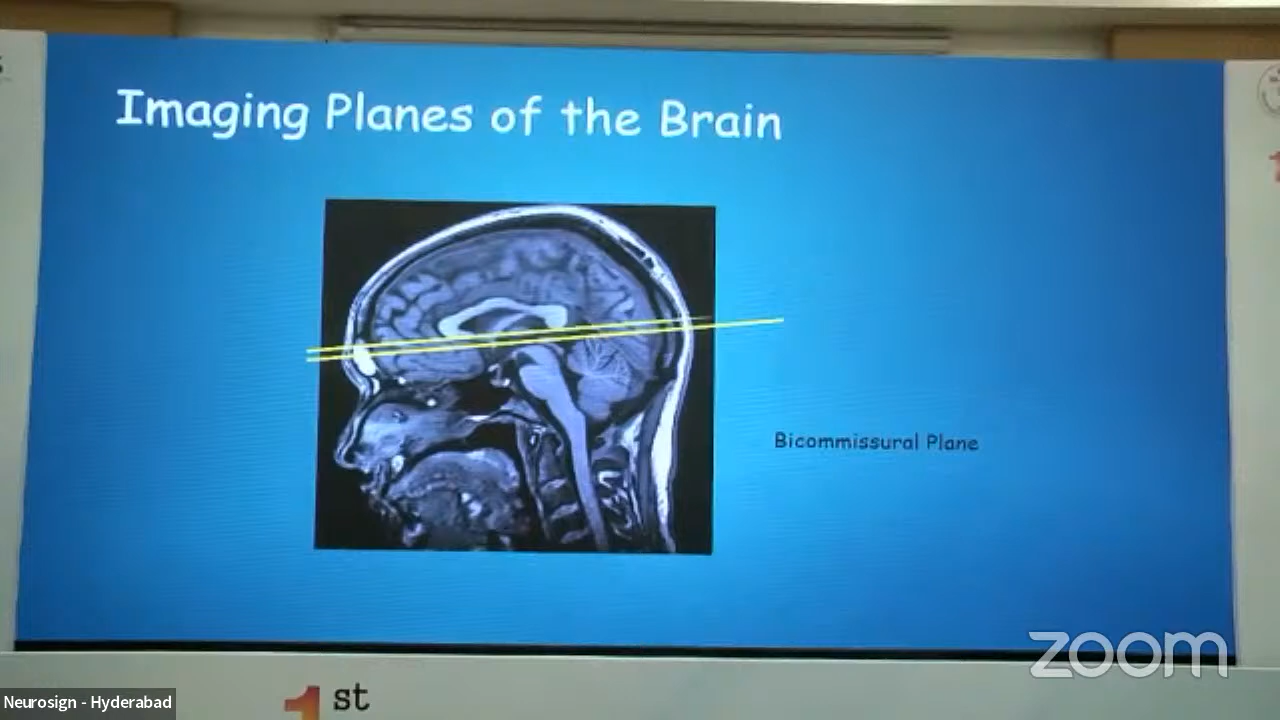 Imaging Planes of the Brain
Bicommissural Plane
zoom
Neurosign - Hyderabad
1st